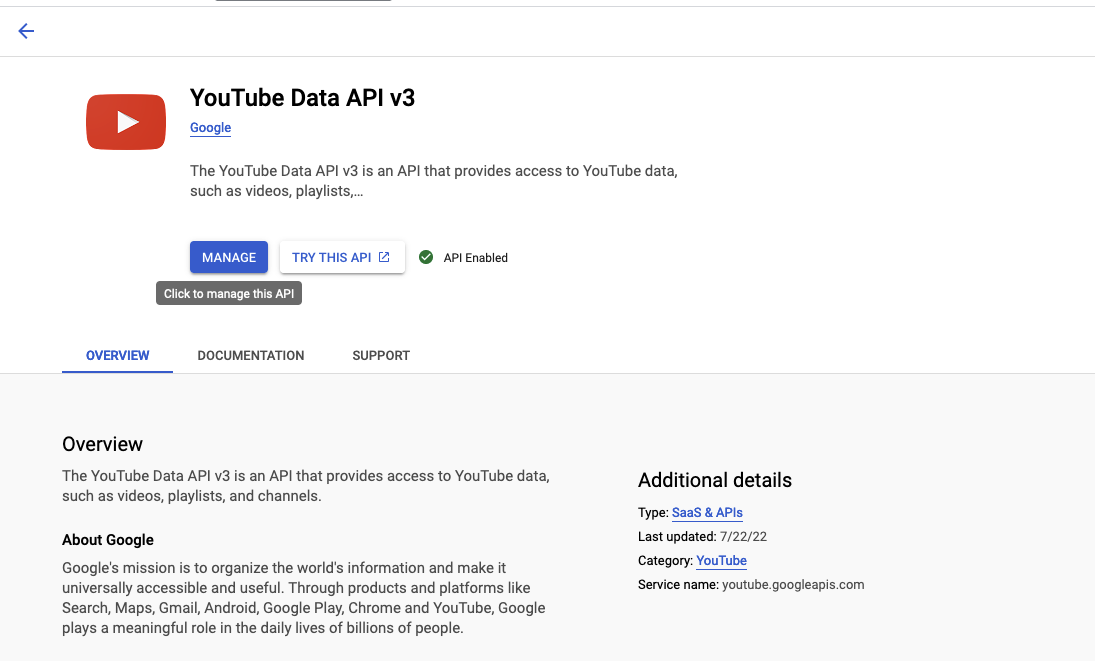 YouTube Data API v3
Google
The YouTube Data API v3 is an API that provides access to YouTube data,
such as videos, playlists,...
MANAGE
TRY THIS API
API Enabled
Click to manage this API
OVERVIEW
DOCUMENTATION
SUPPORT
Overview
The YouTube Data API v3 is an API that provides access to YouTube data,
such as videos, playlists, and channels.
About Google
Google's mission is to organize the world's information and make it
universally accessible and useful. Through products and platforms like
Search, Maps, Gmail, Android, Google Play, Chrome and YouTube, Google
plays a meaningful role in the daily lives of billions of people.
Additional details
Type: SaaS & APIs
Last updated: 7/22/22
Category: YouTube
Service name: youtube.googleapis.com